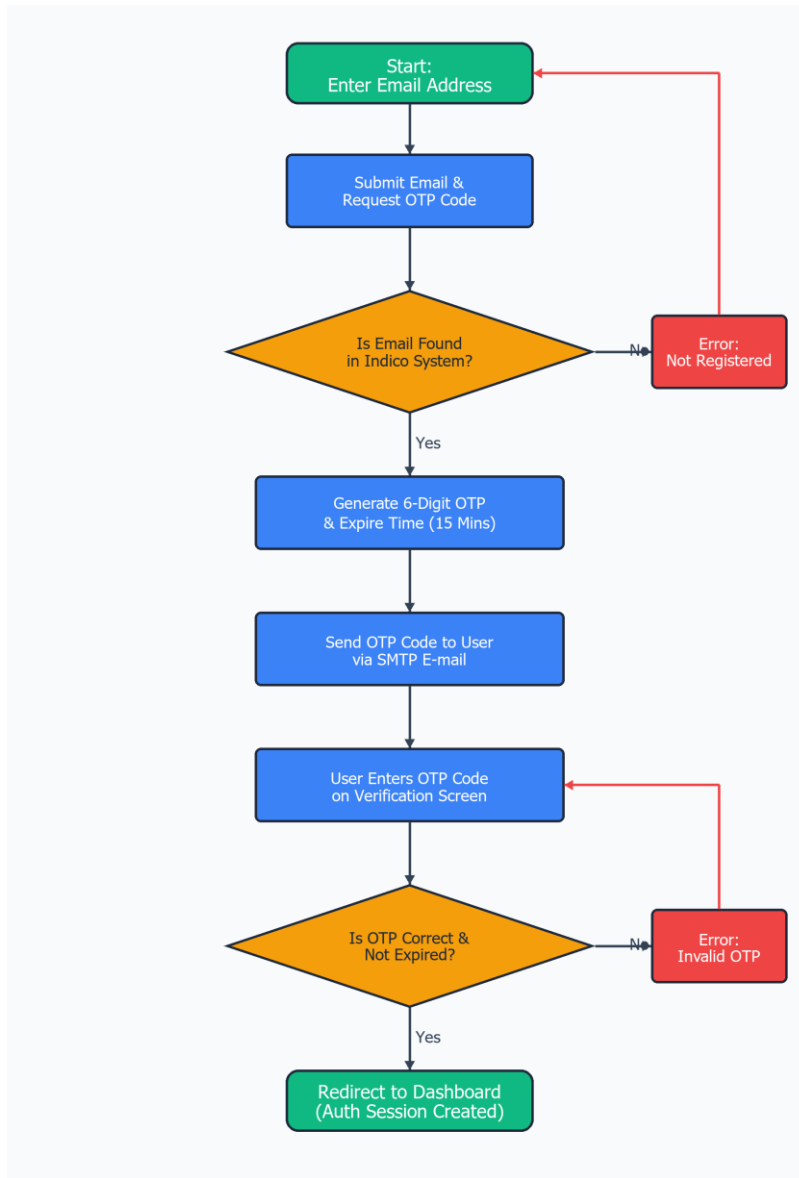 Start:
Enter Email Address
Submit Email &
Request OTP Code
Is Email Found
in Indico System?
No
Error:
Not Registered
Yes
Generate 6-Digit OTP
& Expire Time (15 Mins)
Send OTP Code to User
via SMTP E-mail
User Enters OTP Code
on Verification Screen
Is OTP Correct &
Not Expired?
No
Error:
Invalid OTP
Yes
Redirect to Dashboard
(Auth Session Created)